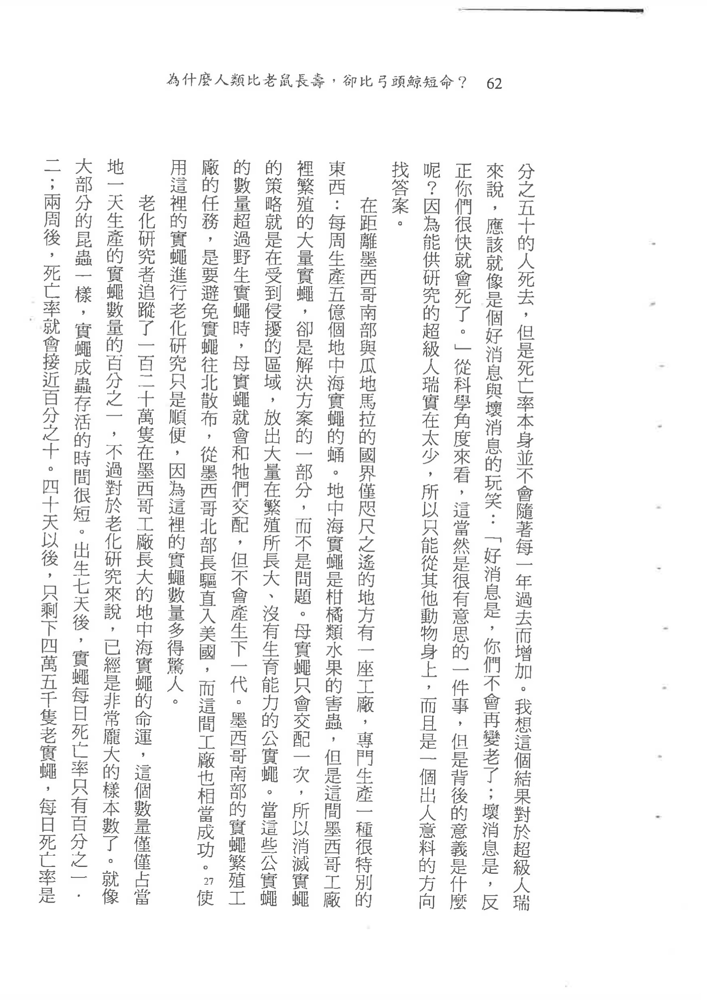 為什麼人類比老鼠長壽,卻比弓頭鯨短命? 62
分之五十的人死去,但是死亡率本身並不會隨著每一年過去而增加。我想這個結果對於超級人瑞
來說,應該就像是個好消息與壞消息的玩笑:「好消息是,你們不會再變老了;壞消息是,反
正你們很快就會死了。」從科學角度來看,這當然是很有意思的一件事,但是背後的意義是什麼
呢?因為能供研究的超級人瑞實在太少,所以只能從其他動物身上,而且是一個出人意料的方向
找答案。
在距離墨西哥南部與瓜地馬拉的國界僅咫尺之遙的地方有一座工廠,專門生產一種很特別的
東西:每周生產五億個地中海實蠅的蛹。地中海實蠅是柑橘類水果的害蟲,但是這間墨西哥工廠
裡繁殖的大量實蠅,卻是解決方案的一部分,而不是問題。母實蠅只會交配一次,所以消滅實蠅
的策略就是在受到侵擾的區域,放出大量在繁殖所長大、沒有生育能力的公實蠅。當這些公實蠅
的數量超過野生實蠅時,母實蠅就會和牠們交配,但不會產生下一代。墨西哥南部的實蠅繁殖工
廠的任務,是要避免實蠅往北散布,從墨西哥北部長驅直入美國,而這間工廠也相當成功。27使
用這裡的實蠅進行老化研究只是順便,因為這裡的實蠅數量多得驚人。
老化研究者追蹤了一百二十萬隻在墨西哥工廠長大的地中海實蠅的命運,這個數量僅僅占當
地一天生產的實蠅數量的百分之一,不過對於老化研究來說,已經是非常龐大的樣本數了。就像
大部分的昆蟲一樣,實蠅成蟲存活的時間很短。出生七天後,實蠅每日死亡率只有百分之一.
二;兩周後,死亡率就會接近百分之十。四十天以後,只剩下四萬五千隻老實蠅,每日死亡率是